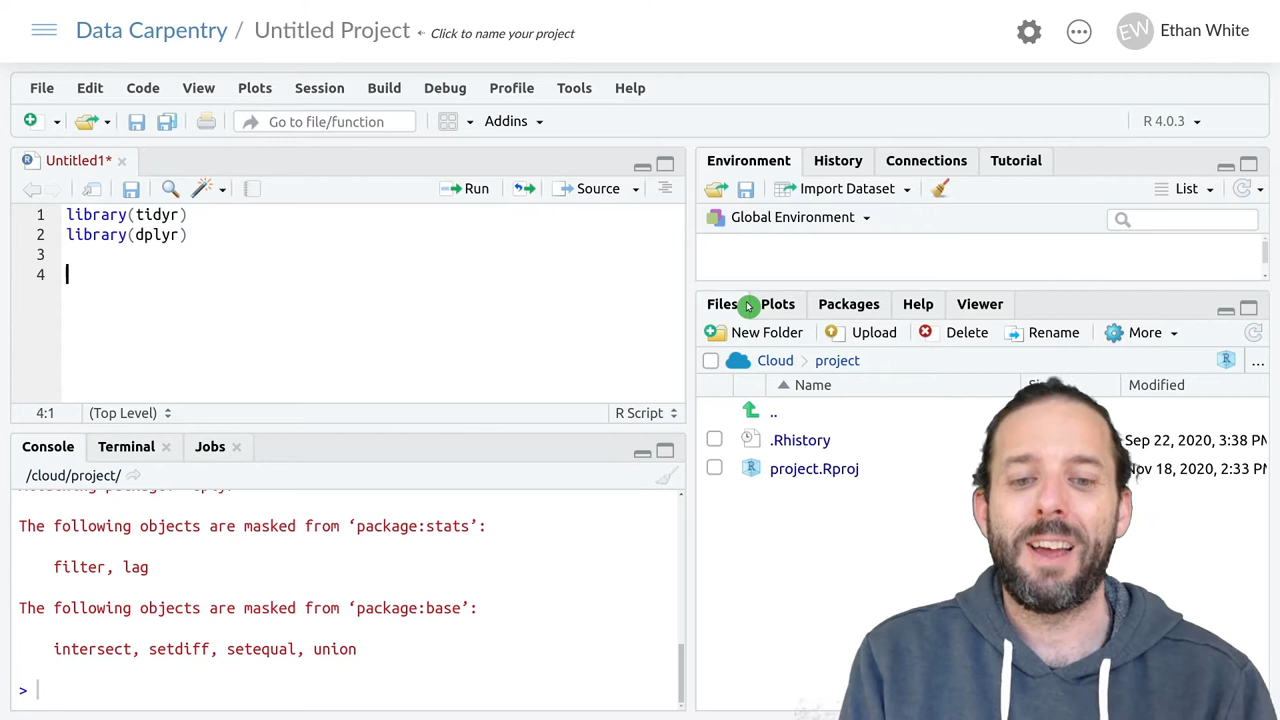 Data Carpentry / Untitled Project ← Click to name your project
EW Ethan White
File Edit Code View Plots Session Build Debug Profile Tools Help
Go to file/function Addins R 4.0.3
Untitled1*
Run Source
1 library(tidyr)
2 library(dplyr)
3
4
4:1 (Top Level) R Script
Console Terminal Jobs
/cloud/project/
The following objects are masked from ‘package:stats’:
filter, lag
The following objects are masked from ‘package:base’:
intersect, setdiff, setequal, union
>
Environment History Connections Tutorial
Import Dataset List
Global Environment
Files Plots Packages Help Viewer
New Folder Upload Delete Rename More
Cloud > project ...
Name Modified
..
.Rhistory Sep 22, 2020, 3:38 PM
project.Rproj Nov 18, 2020, 2:33 PM